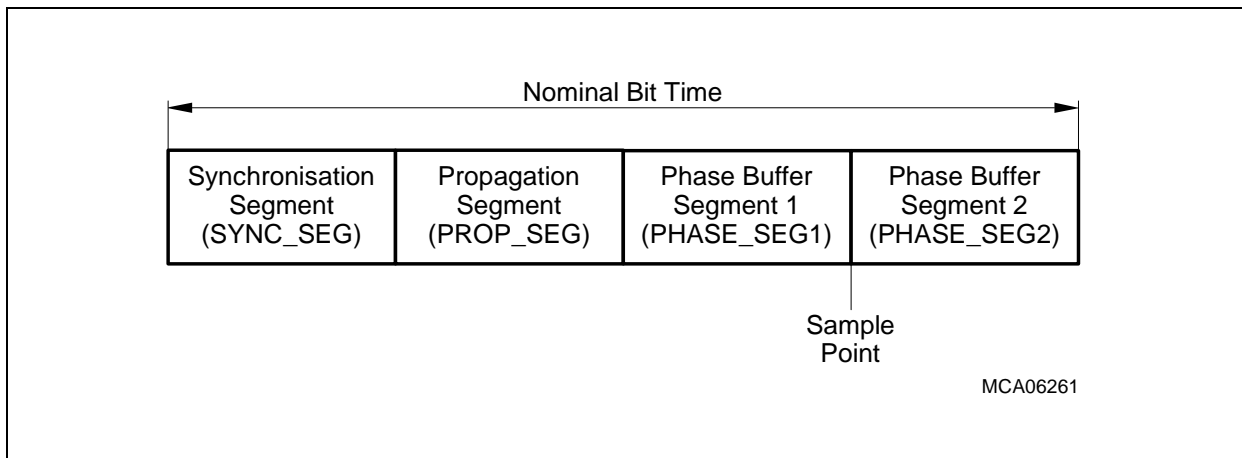 Nominal Bit Time
Synchronisation
Segment
(SYNC_SEG)
Propagation
Segment
(PROP_SEG)
Phase Buffer
Segment 1
(PHASE_SEG1)
Phase Buffer
Segment 2
(PHASE_SEG2)
Sample
Point
MCA06261